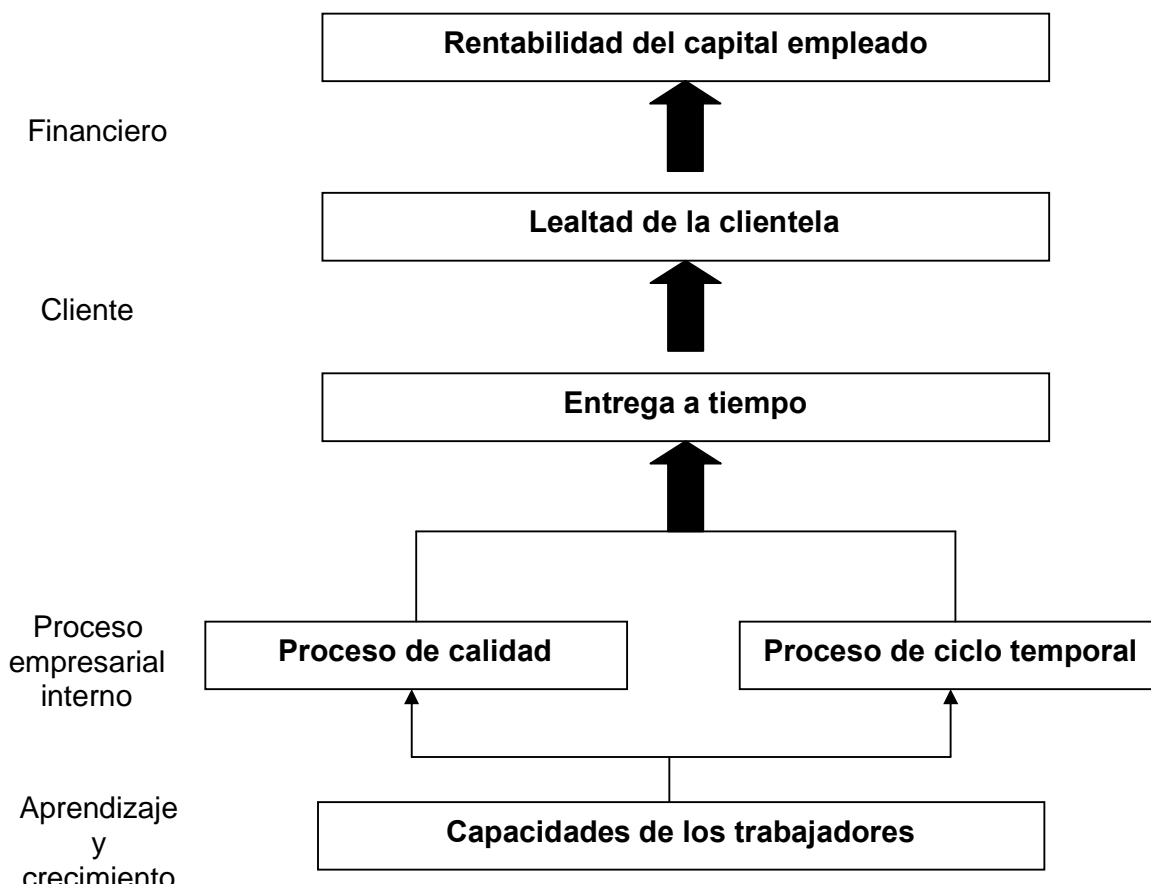 Rentabilidad del capital empleado
Financiero
Lealtad de la clientela
Cliente
Entrega a tiempo
Proceso
empresarial
interno
Proceso de calidad
Proceso de ciclo temporal
Aprendizaje
y
crecimiento
Capacidades de los trabajadores